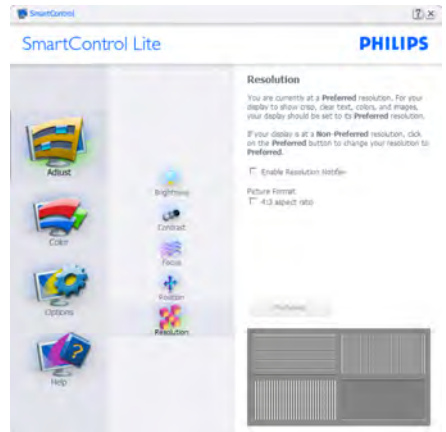 SmartControl
SmartControl Lite
PHILIPS
Resolution
You are currently at a Preferred resolution. For your
display to show crisp, clear text, colors, and images,
your display should be set to its Preferred resolution.
If your display is at a Non-Preferred resolution, click
on the Preferred button to change your resolution to
Preferred.
Enable Resolution Notifier
Picture Format
4:3 aspect ratio
Preferred
Adjust
Color
Options
Help
Brightness
Contrast
Focus
Position
Resolution